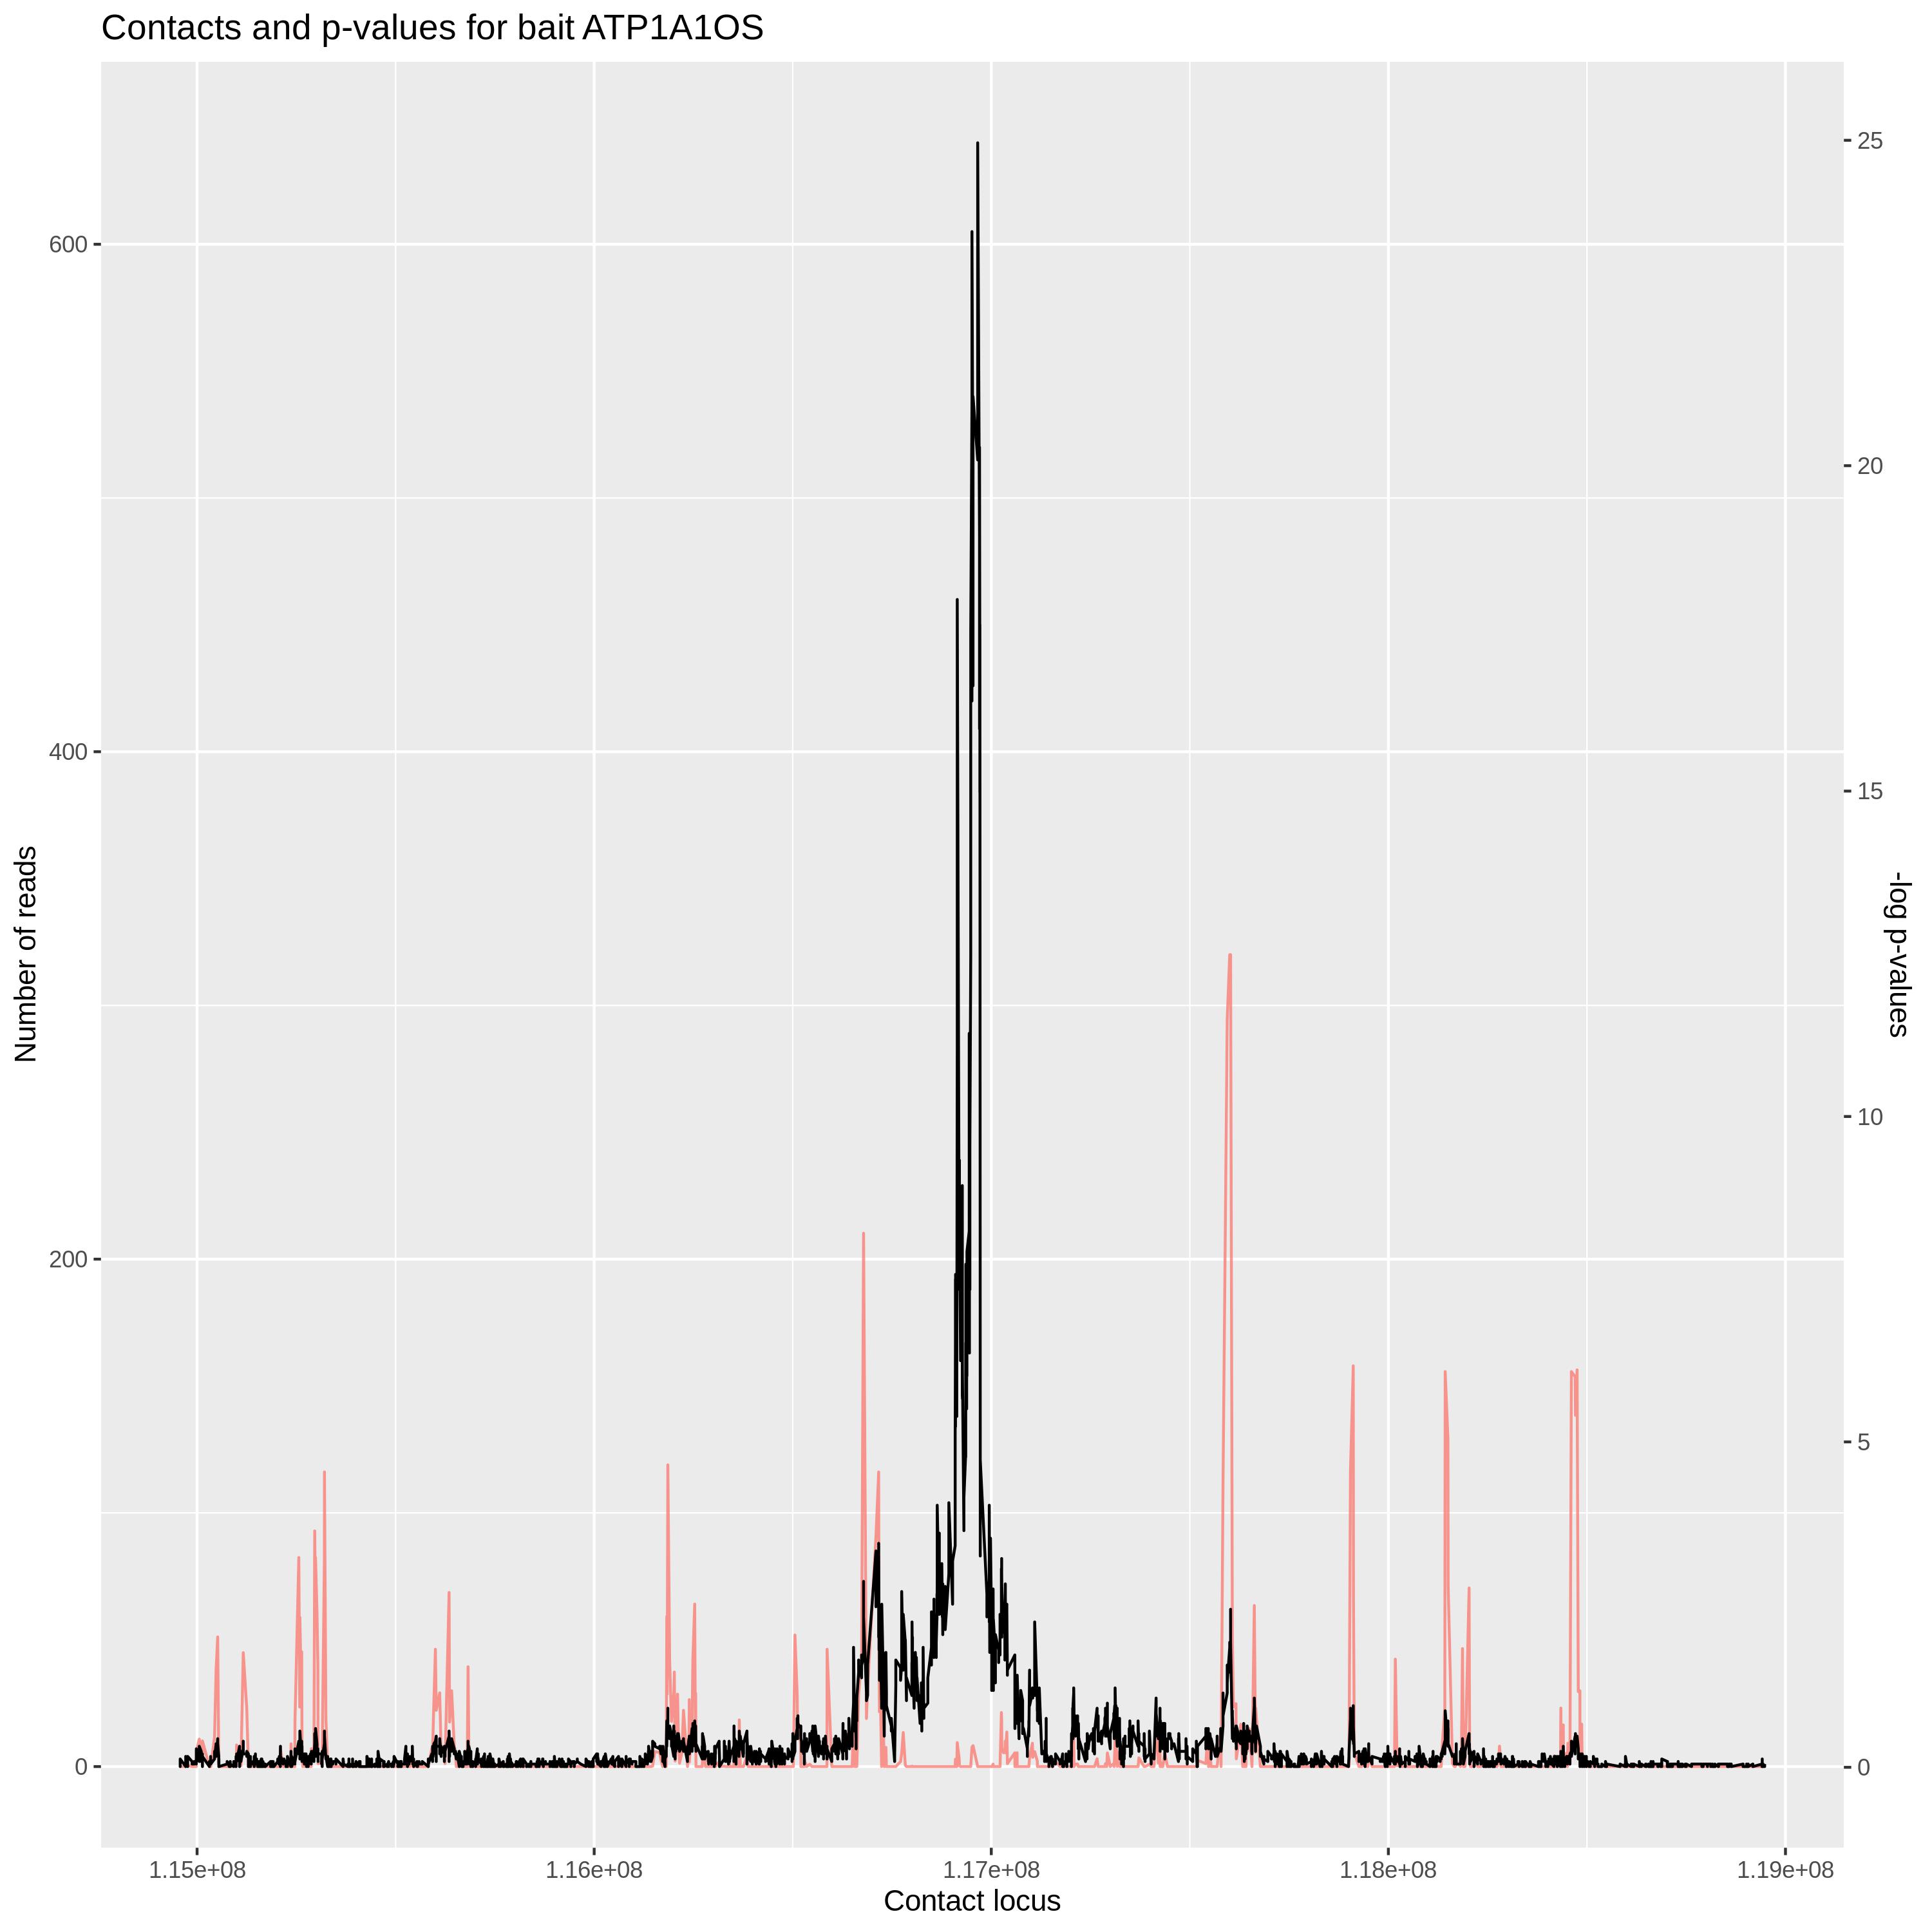 Contacts and p-values for bait ATP1A1OS
Number of reads
600
400
200
0
25
20
15
10
5
0
-log p-values
1.15e+08
1.16e+08
1.17e+08
1.18e+08
1.19e+08
Contact locus